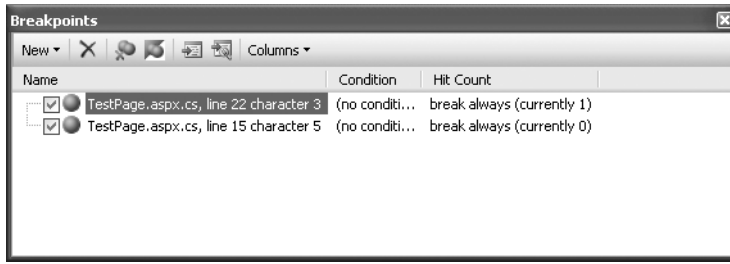 Breakpoints
New Columns
Name Condition Hit Count
TestPage.aspx.cs, line 22 character 3 (no conditi... break always (currently 1)
TestPage.aspx.cs, line 15 character 5 (no conditi... break always (currently 0)